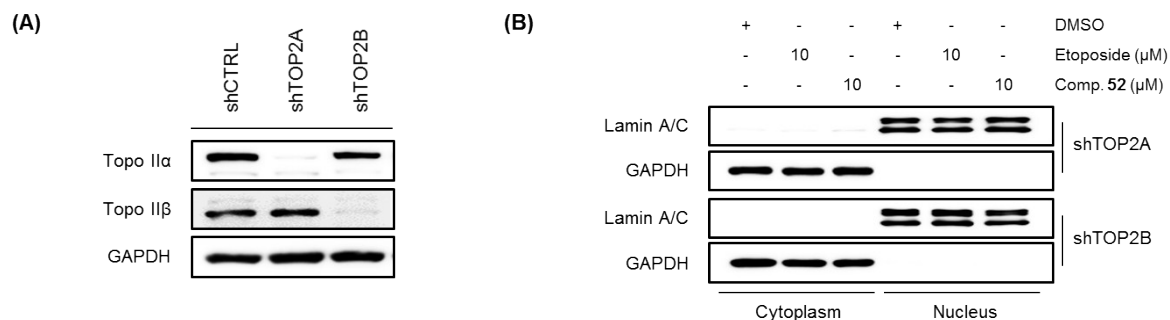 (A)
shCTRL
shTOP2A
shTOP2B
Topo IIα
Topo IIβ
GAPDH
(B)
+ - - + - - DMSO
- 10 - - 10 - Etoposide (μM)
- - 10 - - 10 Comp. 52 (μM)
Lamin A/C
GAPDH
shTOP2A
Lamin A/C
GAPDH
shTOP2B
Cytoplasm Nucleus